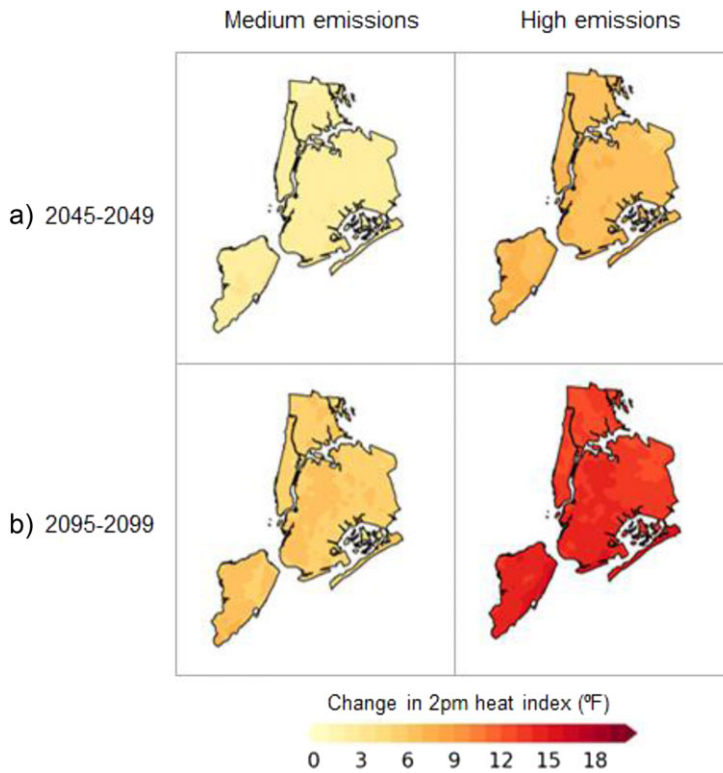 Medium emissions
High emissions
a) 2045-2049
b) 2095-2099
Change in 2pm heat index (ºF)
0 3 6 9 12 15 18